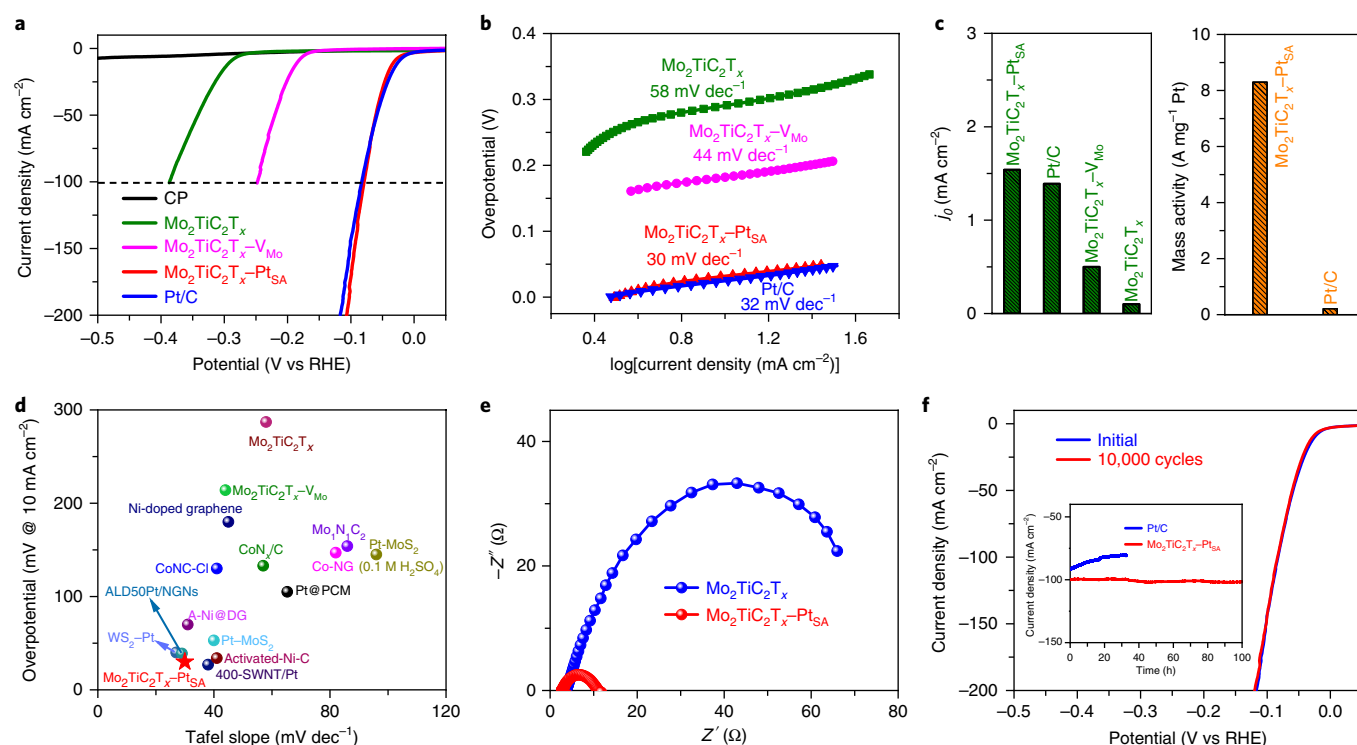 a
Current density (mA cm⁻²)
0
−50
−100
−150
−200
CP
Mo₂TiC₂Tₓ
Mo₂TiC₂Tₓ–V_Mo
Mo₂TiC₂Tₓ–Pt_SA
Pt/C
−0.5 −0.4 −0.3 −0.2 −0.1 0.0
Potential (V vs RHE)
b
Overpotential (V)
0.4
0.3
0.2
0.1
0.0
Mo₂TiC₂Tₓ
58 mV dec⁻¹
Mo₂TiC₂Tₓ–V_Mo
44 mV dec⁻¹
Mo₂TiC₂Tₓ–Pt_SA
30 mV dec⁻¹
Pt/C
32 mV dec⁻¹
0.4 0.8 1.2 1.6
log[current density (mA cm⁻²)]
c
j₀ (mA cm⁻²)
3
2
1
0
Mo₂TiC₂Tₓ–Pt_SA
Pt/C
Mo₂TiC₂Tₓ–V_Mo
Mo₂TiC₂Tₓ
Mass activity (A mg⁻¹ Pt)
10
8
6
4
2
0
Mo₂TiC₂Tₓ–Pt_SA
Pt/C
d
Overpotential (mV @ 10 mA cm⁻²)
300
250
200
150
100
50
0
Mo₂TiC₂Tₓ
Mo₂TiC₂Tₓ–V_Mo
Ni-doped graphene
Mo₁N₁C₂
CoNₓ/C
Co-NG
Pt-MoS₂
(0.1 M H₂SO₄)
CoNC-Cl
Pt@PCM
ALD50Pt/NGNs
A-Ni@DG
WS₂–Pt
Pt–MoS₂
Activated-Ni-C
Mo₂TiC₂Tₓ–Pt_SA
400-SWNT/Pt
0 40 80 120
Tafel slope (mV dec⁻¹)
e
−Z″ (Ω)
40
20
0
Mo₂TiC₂Tₓ
Mo₂TiC₂Tₓ–Pt_SA
0 20 40 60 80
Z′ (Ω)
f
Current density (mA cm⁻²)
0
−50
−100
−150
−200
Initial
10,000 cycles
Current density (mA cm⁻²)
−50
−100
−150
Pt/C
Mo₂TiC₂Tₓ–Pt_SA
0 20 40 60 80 100
Time (h)
−0.5 −0.4 −0.3 −0.2 −0.1 0.0
Potential (V vs RHE)